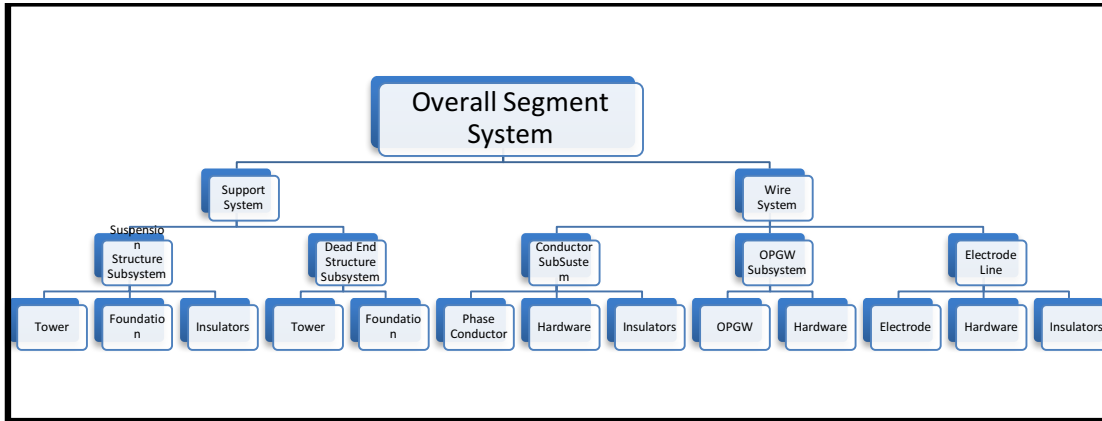 Overall Segment
System
Support
System
Wire
System
Suspensio
n
Structure
Subsystem
Dead End
Structure
Subsystem
Conductor
SubSuste
m
OPGW
Subsystem
Electrode
Line
Tower
Foundatio
n
Insulators
Tower
Foundatio
n
Phase
Conductor
Hardware
Insulators
OPGW
Hardware
Electrode
Hardware
Insulators